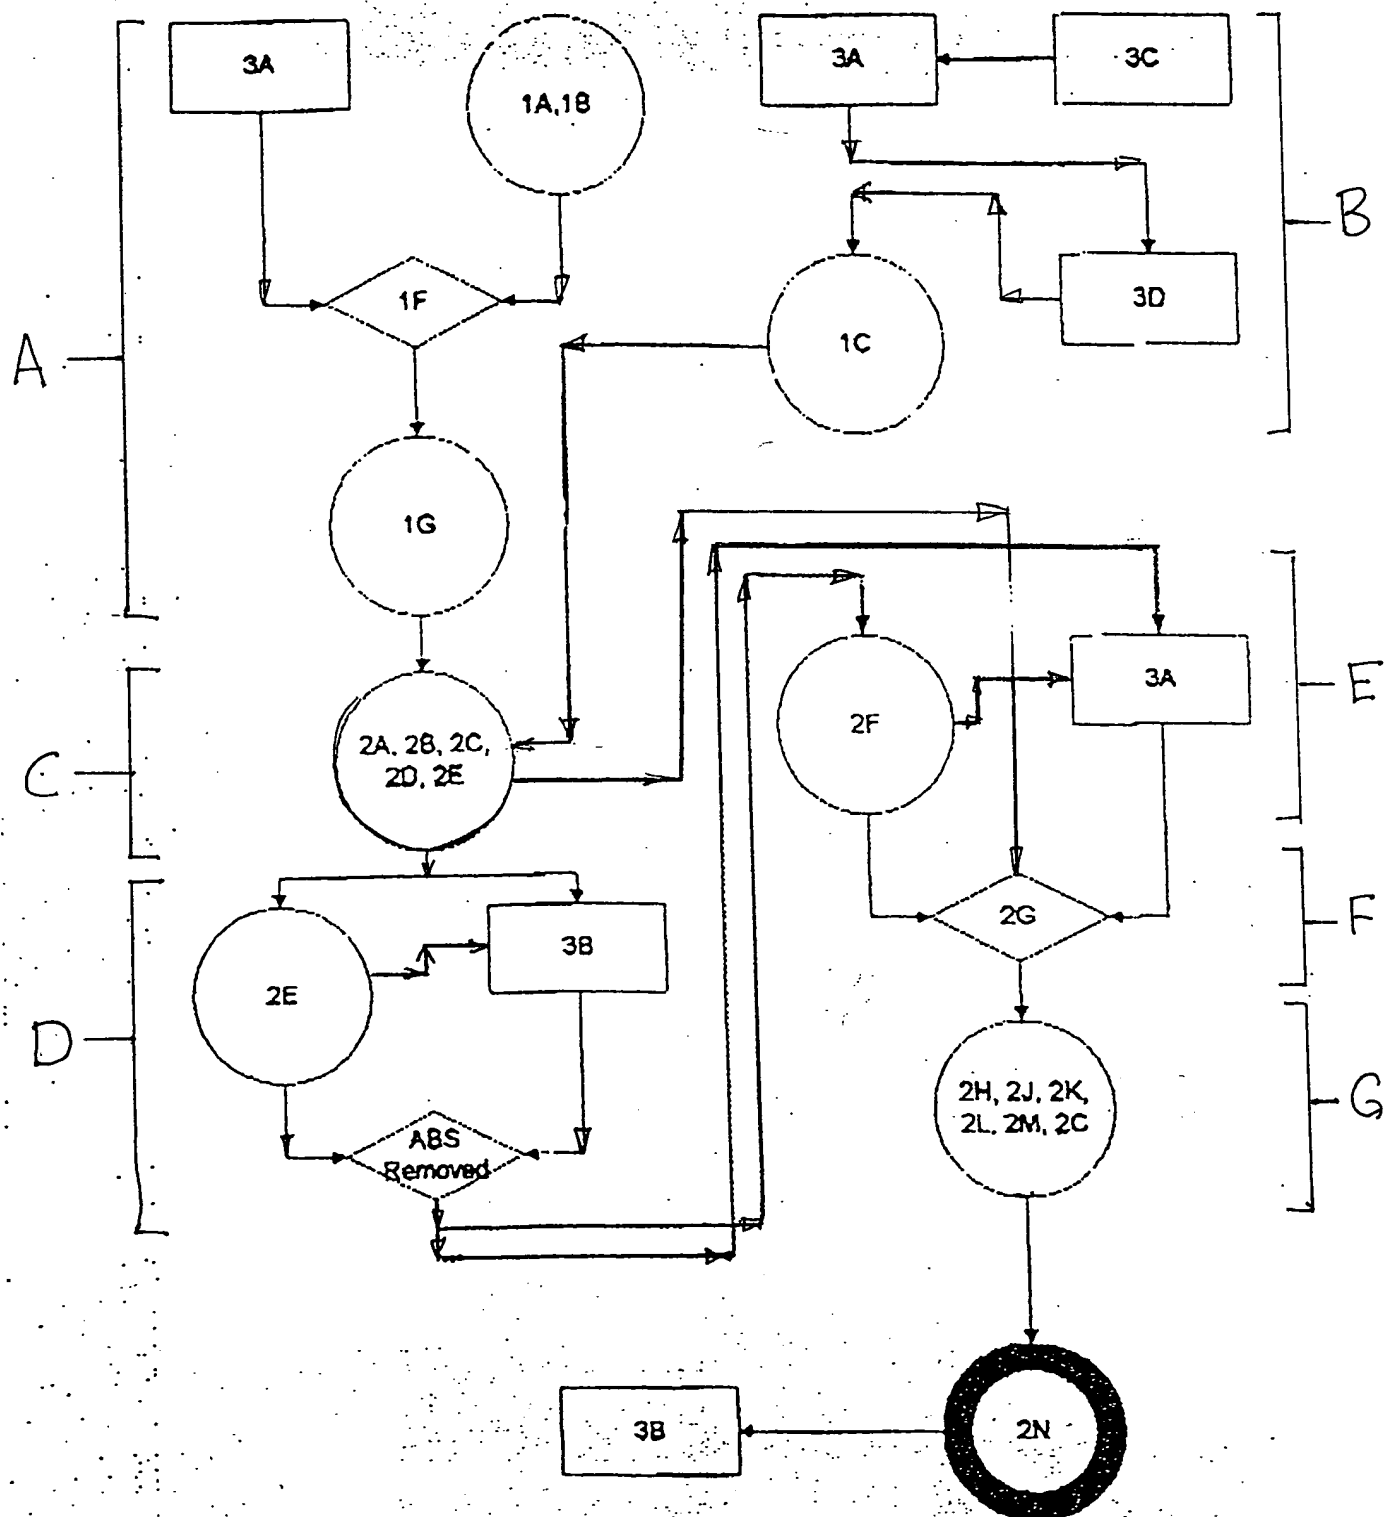 3A
1A,1B
3A
3C
B
3D
1F
1C
A
1G
E
3A
2F
2A. 2B, 2C,
2D, 2E
C
F
2G
3B
2E
D
G
2H, 2J, 2K,
2L. 2M, 2C
ABS
Removed
3B
2N